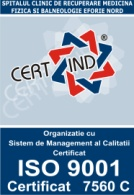 SPITALUL CLINIC DE RECUPERARE MEDICINA
FIZICA SI BALNEOLOGIE EFORIE NORD
CERT IND
Organizatie cu
Sistem de Management al Calitatii
Certificat
ISO 9001
Certificat 7560 C